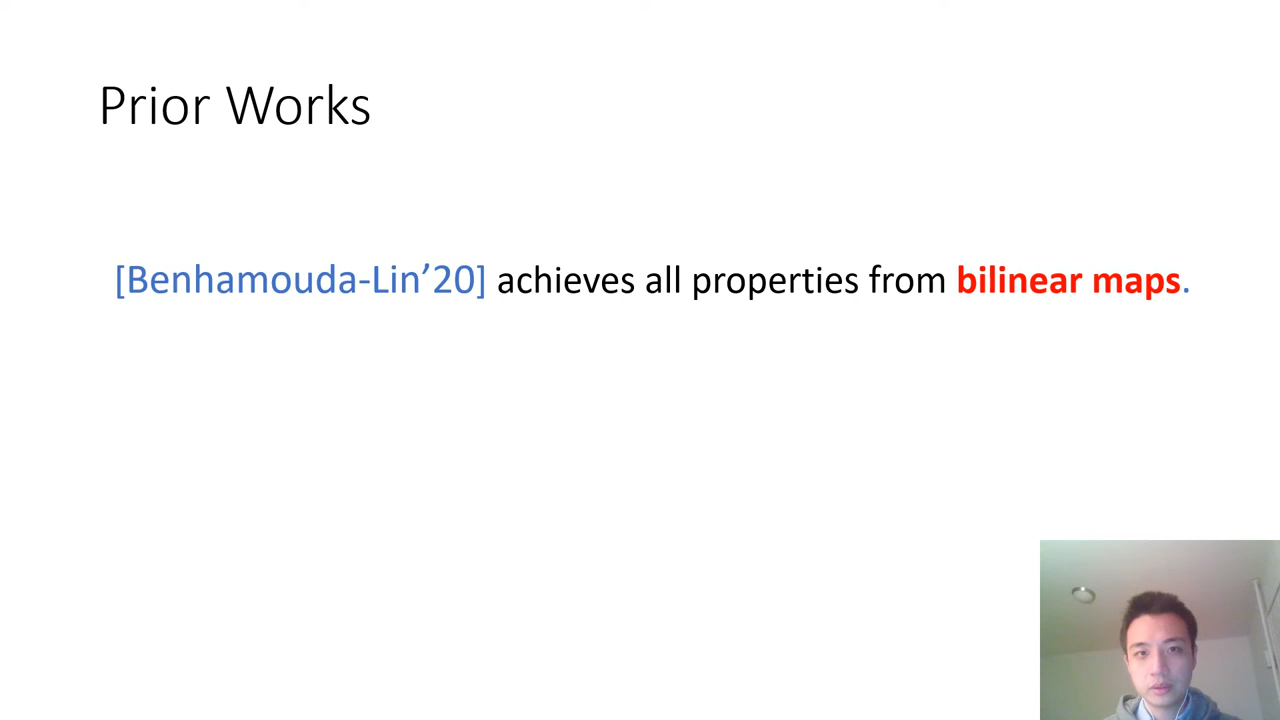 Prior Works
[Benhamouda-Lin’20] achieves all properties from bilinear maps.